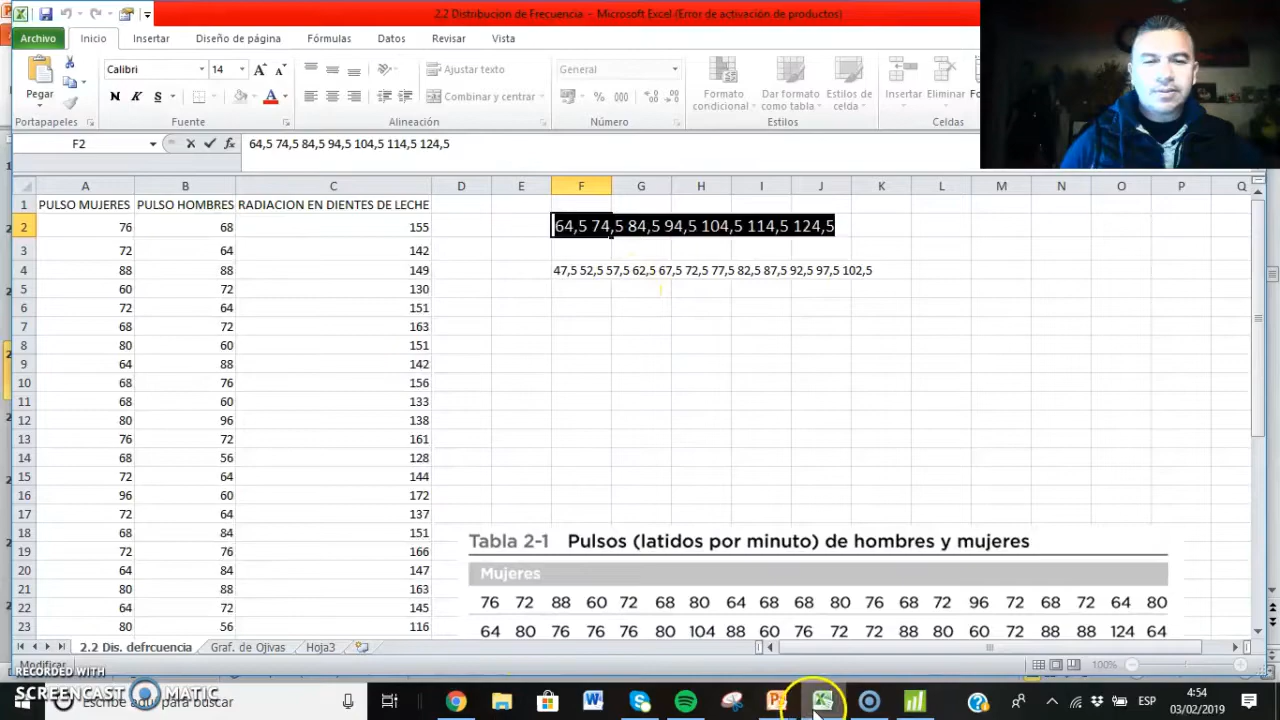 2.2 Distribucion de Frecuencia - Microsoft Excel (Error de activación de productos)
Archivo Inicio Insertar Diseño de página Fórmulas Datos Revisar Vista
Pegar
Calibri 14
N K S
Ajustar texto
Combinar y centrar
General
% 000
Formato condicional
Dar formato como tabla
Estilos de celda
Insertar Eliminar
Portapapeles Fuente Alineación Número Estilos Celdas
F2 fx 64,5 74,5 84,5 94,5 104,5 114,5 124,5
A B C D E F G H I J K L M N O P Q
1 PULSO MUJERES PULSO HOMBRES RADIACION EN DIENTES DE LECHE
2 76 68 155 64,5 74,5 84,5 94,5 104,5 114,5 124,5
3 72 64 142
4 88 88 149 47,5 52,5 57,5 62,5 67,5 72,5 77,5 82,5 87,5 92,5 97,5 102,5
5 60 72 130
6 72 64 151
7 68 72 163
8 80 60 151
9 64 88 142
10 68 76 156
11 68 60 133
12 80 96 138
13 76 72 161
14 68 56 128
15 72 64 144
16 96 60 172
17 72 64 137
18 68 84 151
19 72 76 166
20 64 84 147
21 80 88 163
22 64 72 145
23 80 56 116
Tabla 2-1 Pulsos (latidos por minuto) de hombres y mujeres
Mujeres
76 72 88 60 72 68 80 64 68 68 80 76 68 72 96 72 68 72 64 80
64 80 76 76 76 80 104 88 60 76 72 72 88 80 60 72 88 88 124 64
2.2 Dis. defrcuencia Graf. de Ojivas Hoja3
Modificar 100%
RECORDED WITH
SCREENCAST MATIC
Escribe aquí para buscar
ESP
4:54
03/02/2019